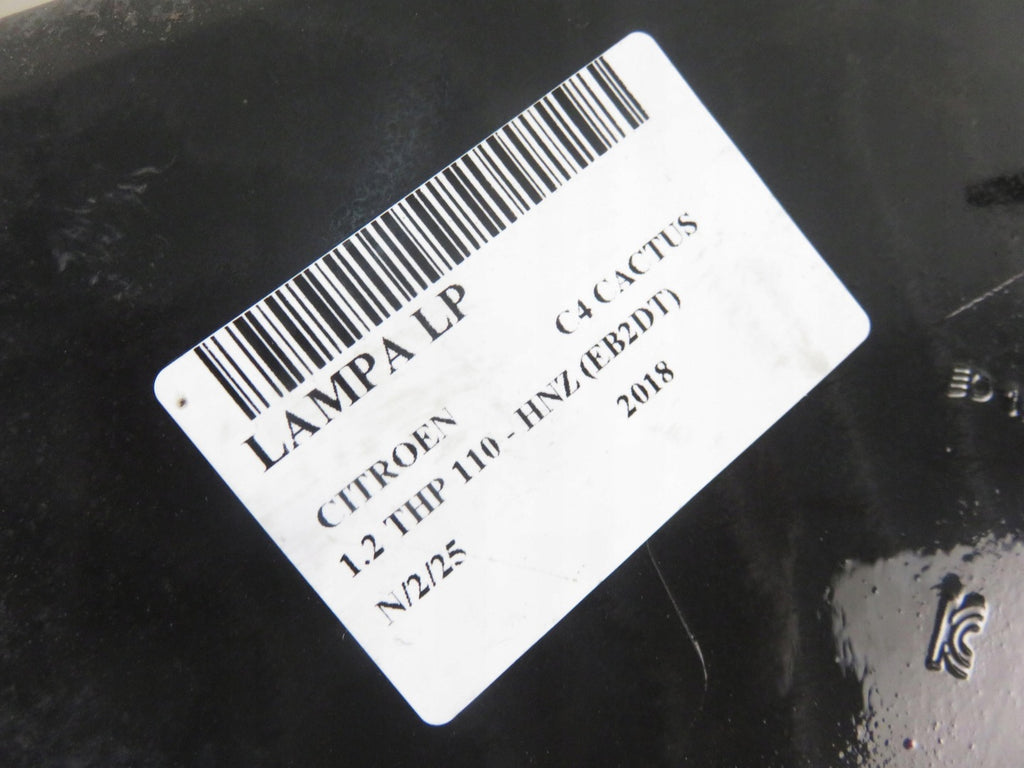 LAMPA LP
CITROEN C4 CACTUS
1.2 THP 110 - HNZ (EB2DT)
2018
N/2/25